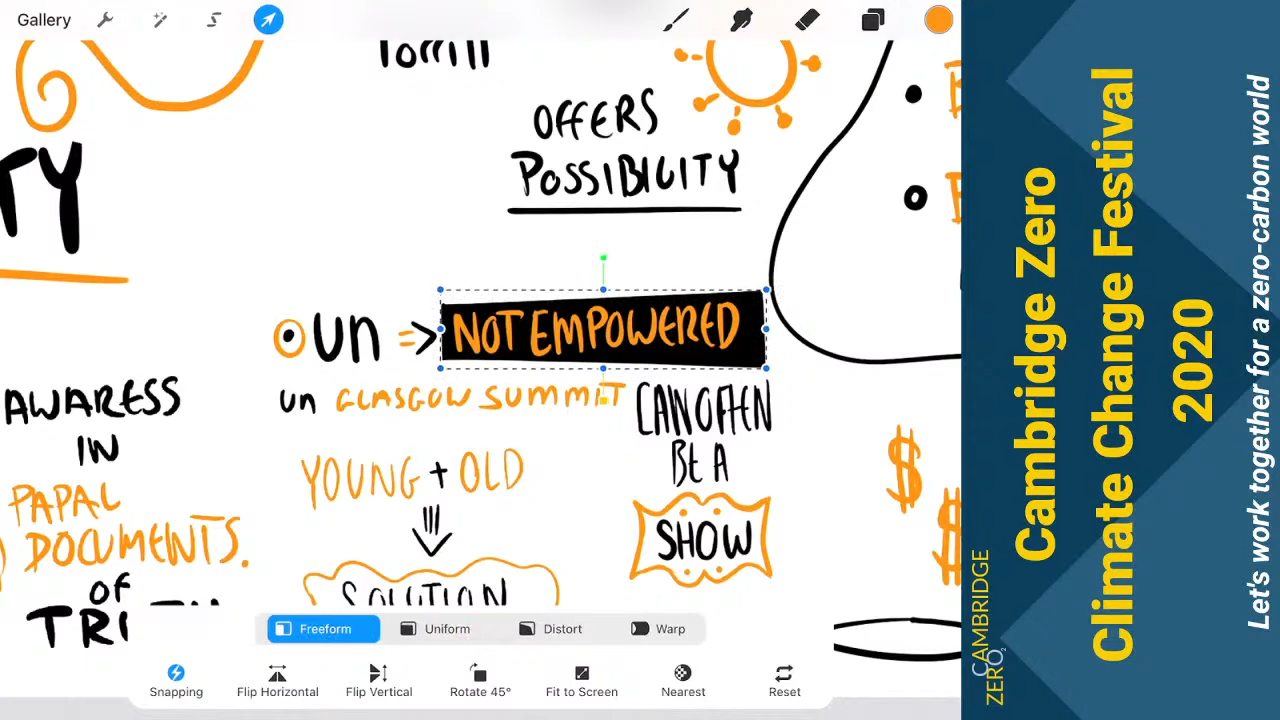 Gallery
OFFERS
POSSIBILITY
TY
UN => NOT EMPOWERED
UN GLASGOW SUMMIT
CAN OFTEN
BE A
SHOW
AWARESS
IN
PAPAL
DOCUMENTS.
OF
YOUNG + OLD
SOLUTION
$
$
Freeform
Uniform
Distort
Warp
Snapping
Flip Horizontal
Flip Vertical
Rotate 45°
Fit to Screen
Nearest
Reset
CAMBRIDGE
ZERO₂
Cambridge Zero
Climate Change Festival
2020
Let's work together for a zero-carbon world